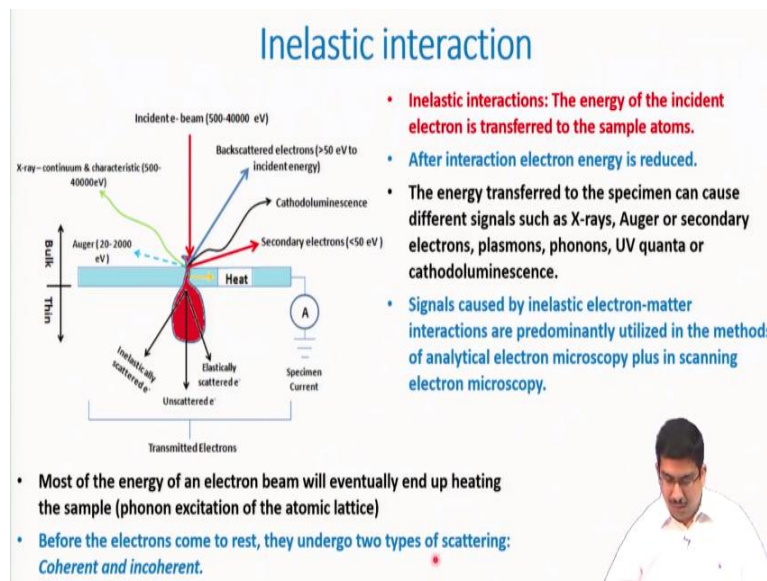 Inelastic interaction
Incident e- beam (500-40000 eV)
Backscattered electrons (>50 eV to
incident energy)
X-ray – continuum & characteristic (500-
40000eV)
Cathodoluminescence
Auger (20-2000
eV)
Secondary electrons (<50 eV )
Bulk
Thin
Heat
A
Inelastically
scattered e-
Elastically
scattered e-
Unscattered e-
Specimen
Current
Transmitted Electrons
• Inelastic interactions: The energy of the incident
electron is transferred to the sample atoms.
• After interaction electron energy is reduced.
• The energy transferred to the specimen can cause
different signals such as X-rays, Auger or secondary
electrons, plasmons, phonons, UV quanta or
cathodoluminescence.
• Signals caused by inelastic electron-matter
interactions are predominantly utilized in the method
of analytical electron microscopy plus in scanning
electron microscopy.
• Most of the energy of an electron beam will eventually end up heating
the sample (phonon excitation of the atomic lattice)
• Before the electrons come to rest, they undergo two types of scattering:
Coherent and incoherent.